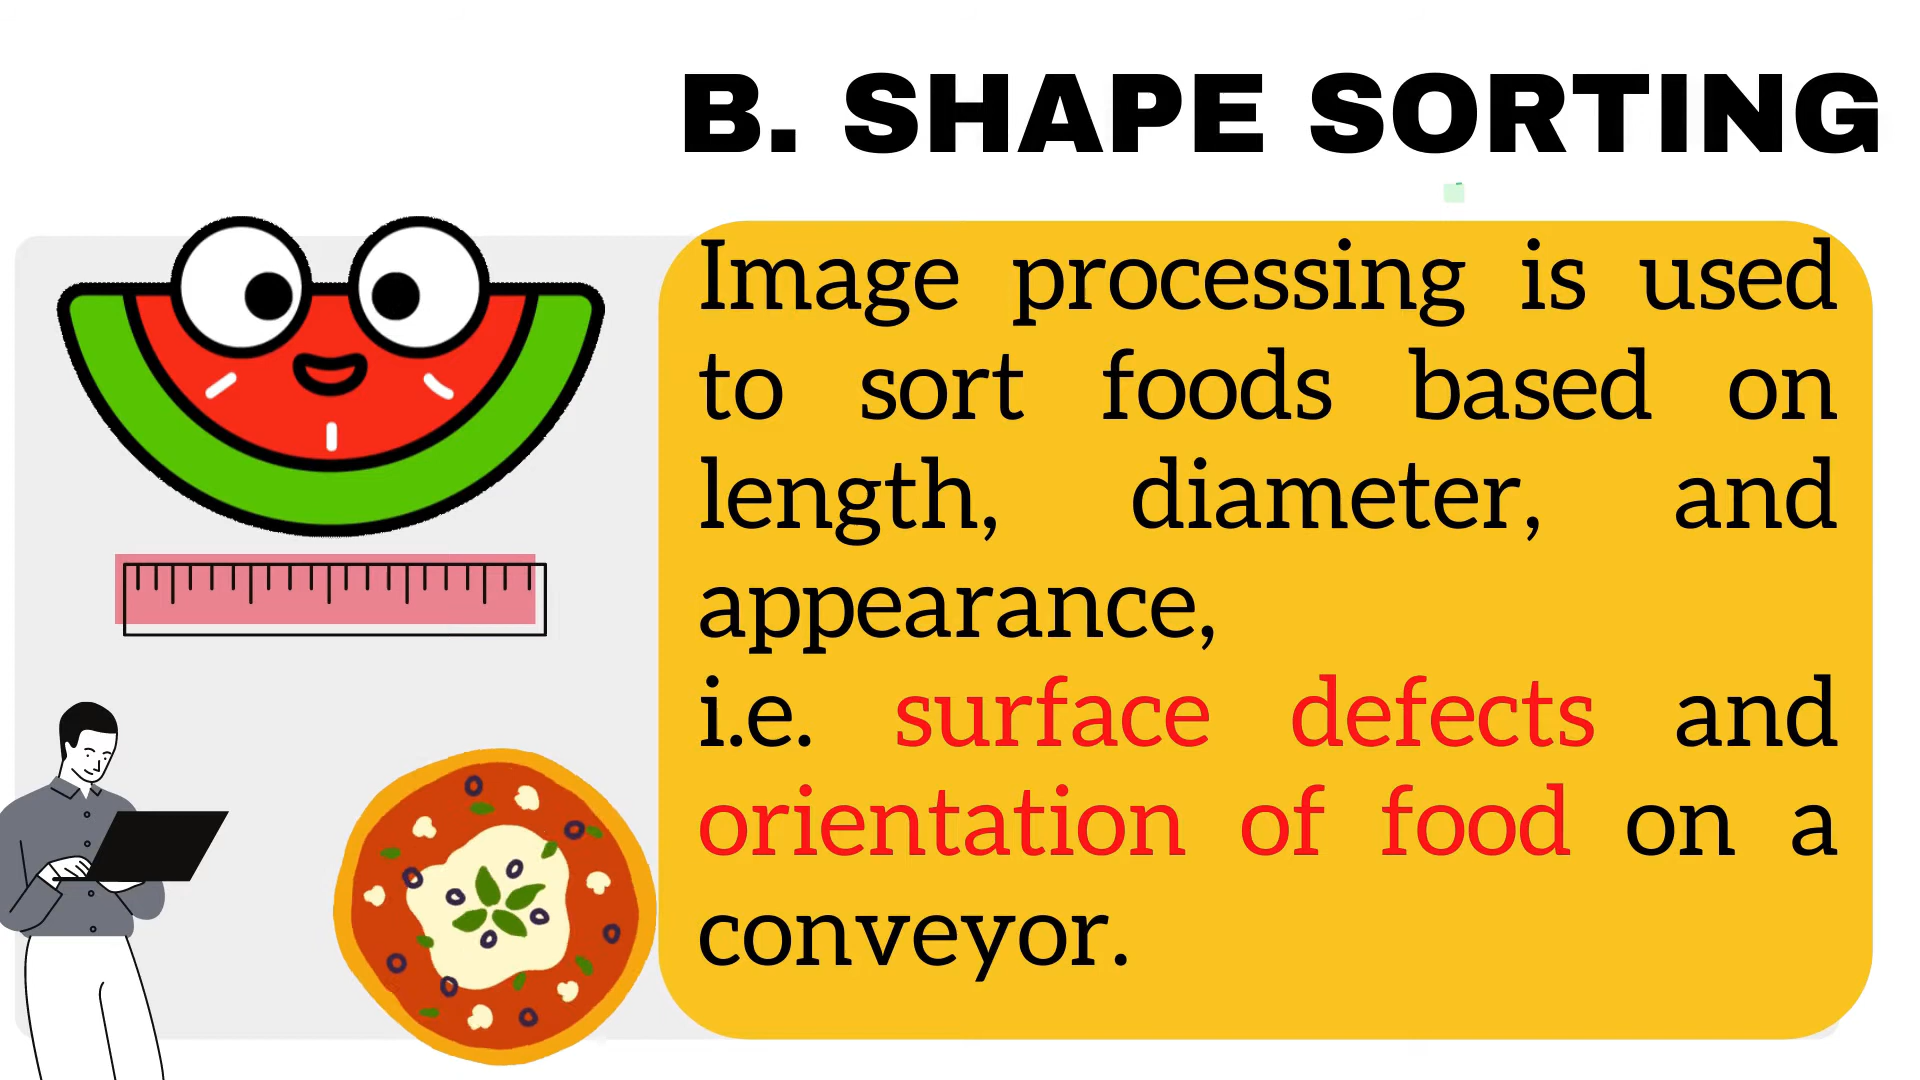 B. SHAPE SORTING
Image processing is used
to sort foods based on
length, diameter, and
appearance,
i.e. surface defects and
orientation of food on a
conveyor.